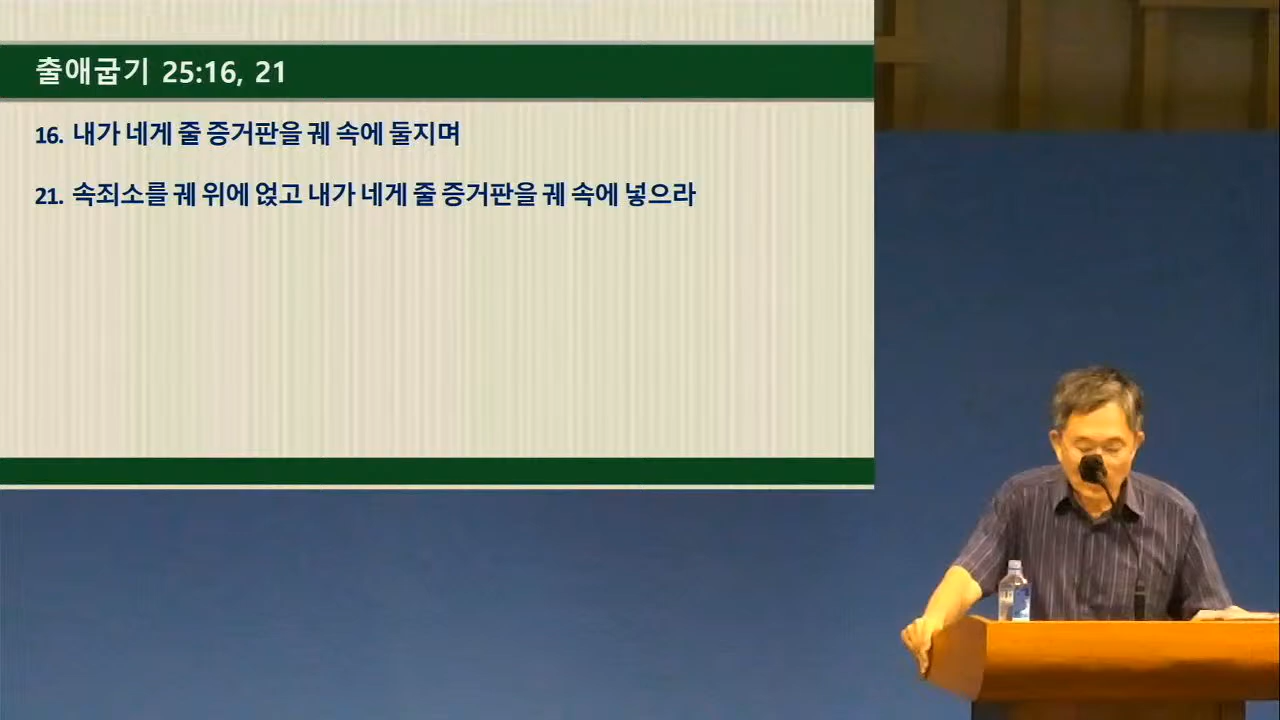 출애굽기 25:16, 21
16. 내가 네게 줄 증거판을 궤 속에 둘지며
21. 속죄소를 궤 위에 얹고 내가 네게 줄 증거판을 궤 속에 넣으라